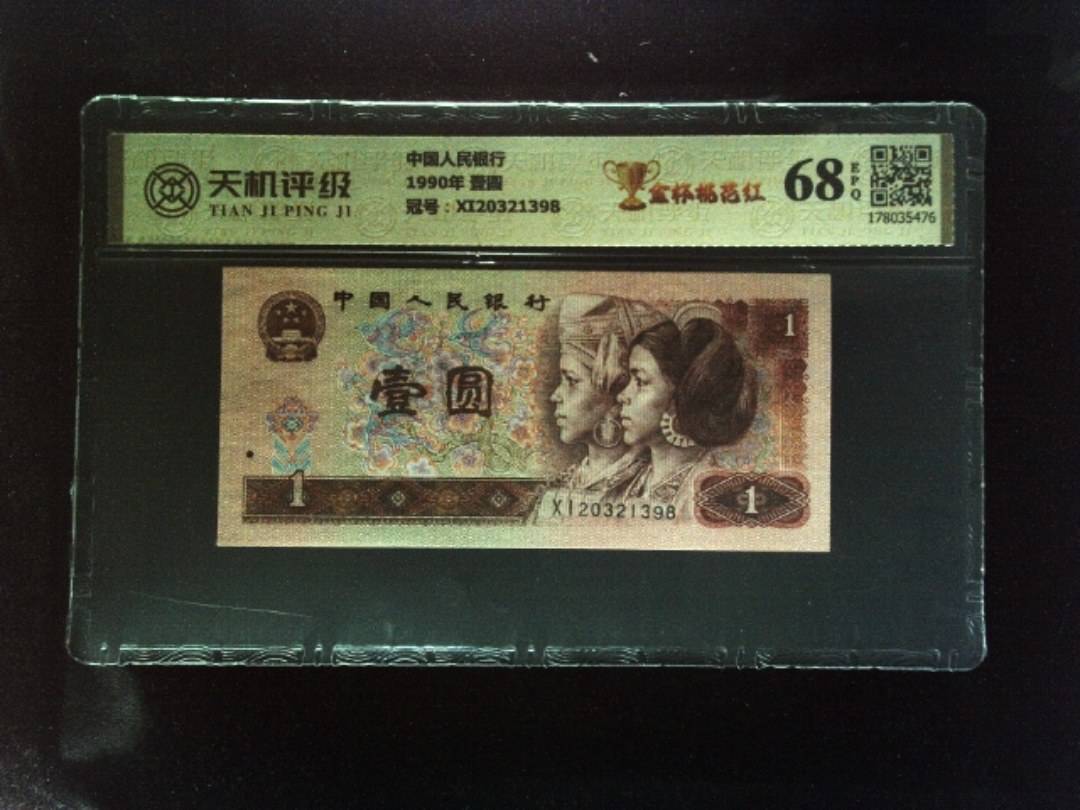 天机评级
TIAN JI PING JI
中国人民银行
1990年 壹圆
冠号：XI20321398
金杯桃花红
68
EPQ
178035476
中国人民银行
1
壹圆
1
XI20321398
1